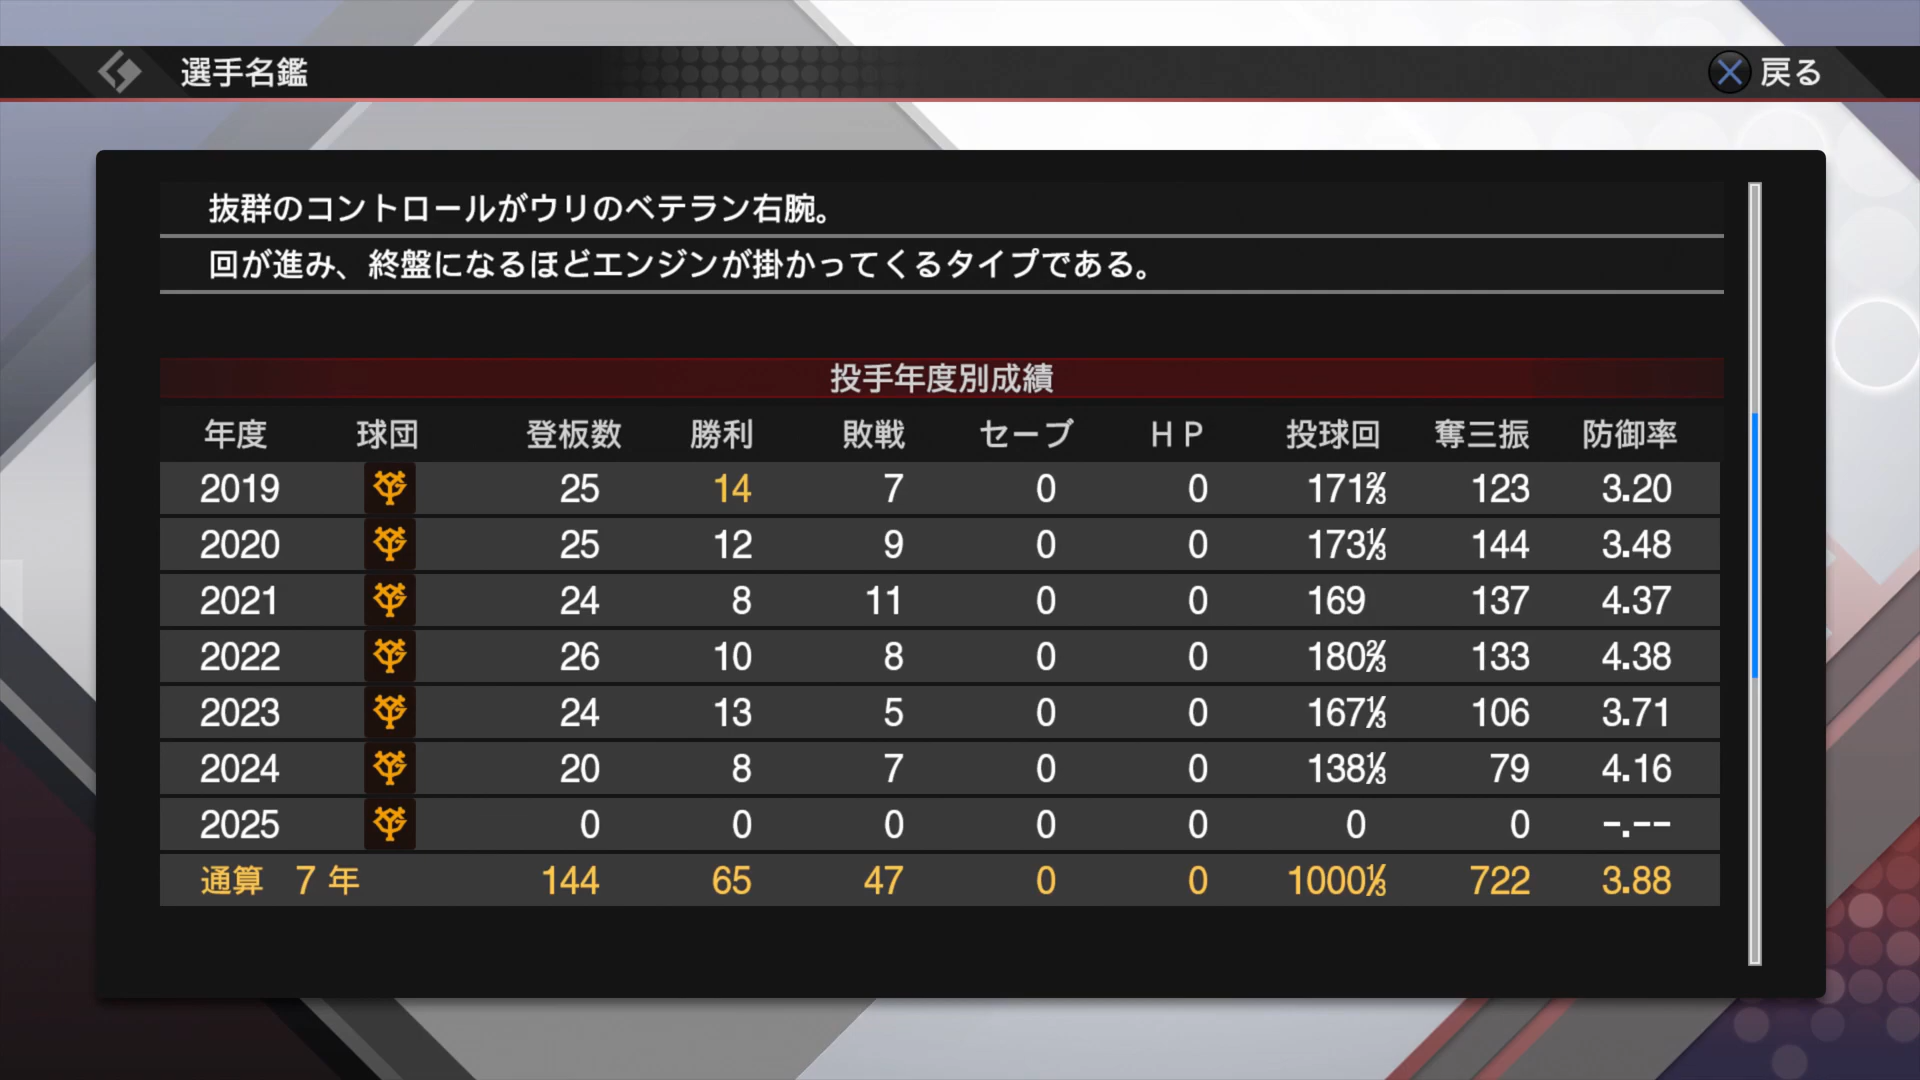 選手名鑑
戻る
抜群のコントロールがウリのベテラン右腕。
回が進み、終盤になるほどエンジンが掛かってくるタイプである。
投手年度別成績
年度 球団 登板数 勝利 敗戦 セーブ ＨＰ 投球回 奪三振 防御率
2019 25 14 7 0 0 171⅔ 123 3.20
2020 25 12 9 0 0 173⅓ 144 3.48
2021 24 8 11 0 0 169 137 4.37
2022 26 10 8 0 0 180⅔ 133 4.38
2023 24 13 5 0 0 167⅓ 106 3.71
2024 20 8 7 0 0 138⅓ 79 4.16
2025 0 0 0 0 0 0 0 -.--
通算 7 年 144 65 47 0 0 1000⅓ 722 3.88